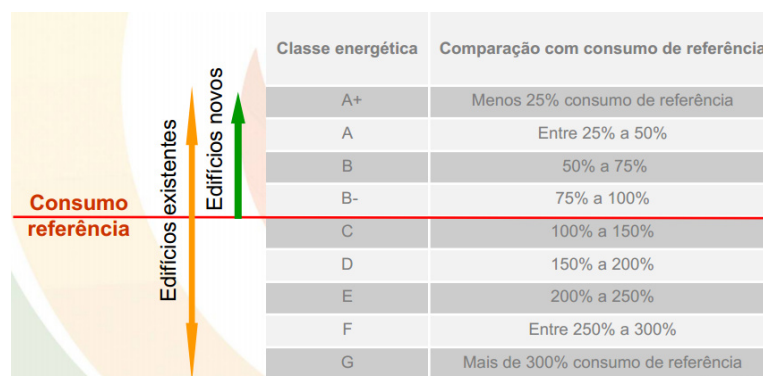 Classe energética Comparação com consumo de referência
A+ Menos 25% consumo de referência
A Entre 25% a 50%
B 50% a 75%
B- 75% a 100%
C 100% a 150%
D 150% a 200%
E 200% a 250%
F Entre 250% a 300%
G Mais de 300% consumo de referência
Consumo
referência
Edifícios existentes
Edifícios novos